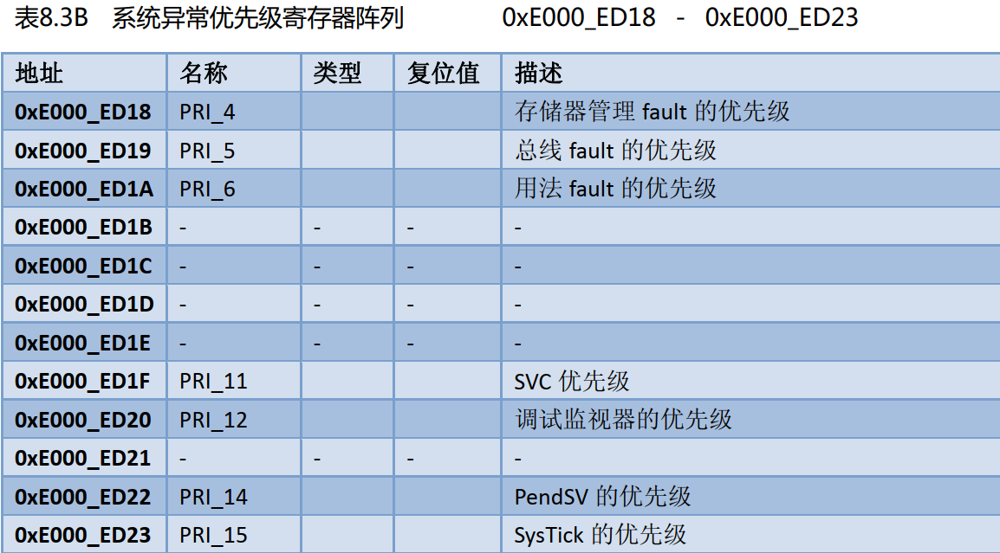 表8.3B 系统异常优先级寄存器阵列 0xE000_ED18 - 0xE000_ED23
地址 名称 类型 复位值 描述
0xE000_ED18 PRI_4 存储器管理 fault 的优先级
0xE000_ED19 PRI_5 总线 fault 的优先级
0xE000_ED1A PRI_6 用法 fault 的优先级
0xE000_ED1B - - - -
0xE000_ED1C - - - -
0xE000_ED1D - - - -
0xE000_ED1E - - - -
0xE000_ED1F PRI_11 SVC 优先级
0xE000_ED20 PRI_12 调试监视器的优先级
0xE000_ED21 - - - -
0xE000_ED22 PRI_14 PendSV 的优先级
0xE000_ED23 PRI_15 SysTick 的优先级